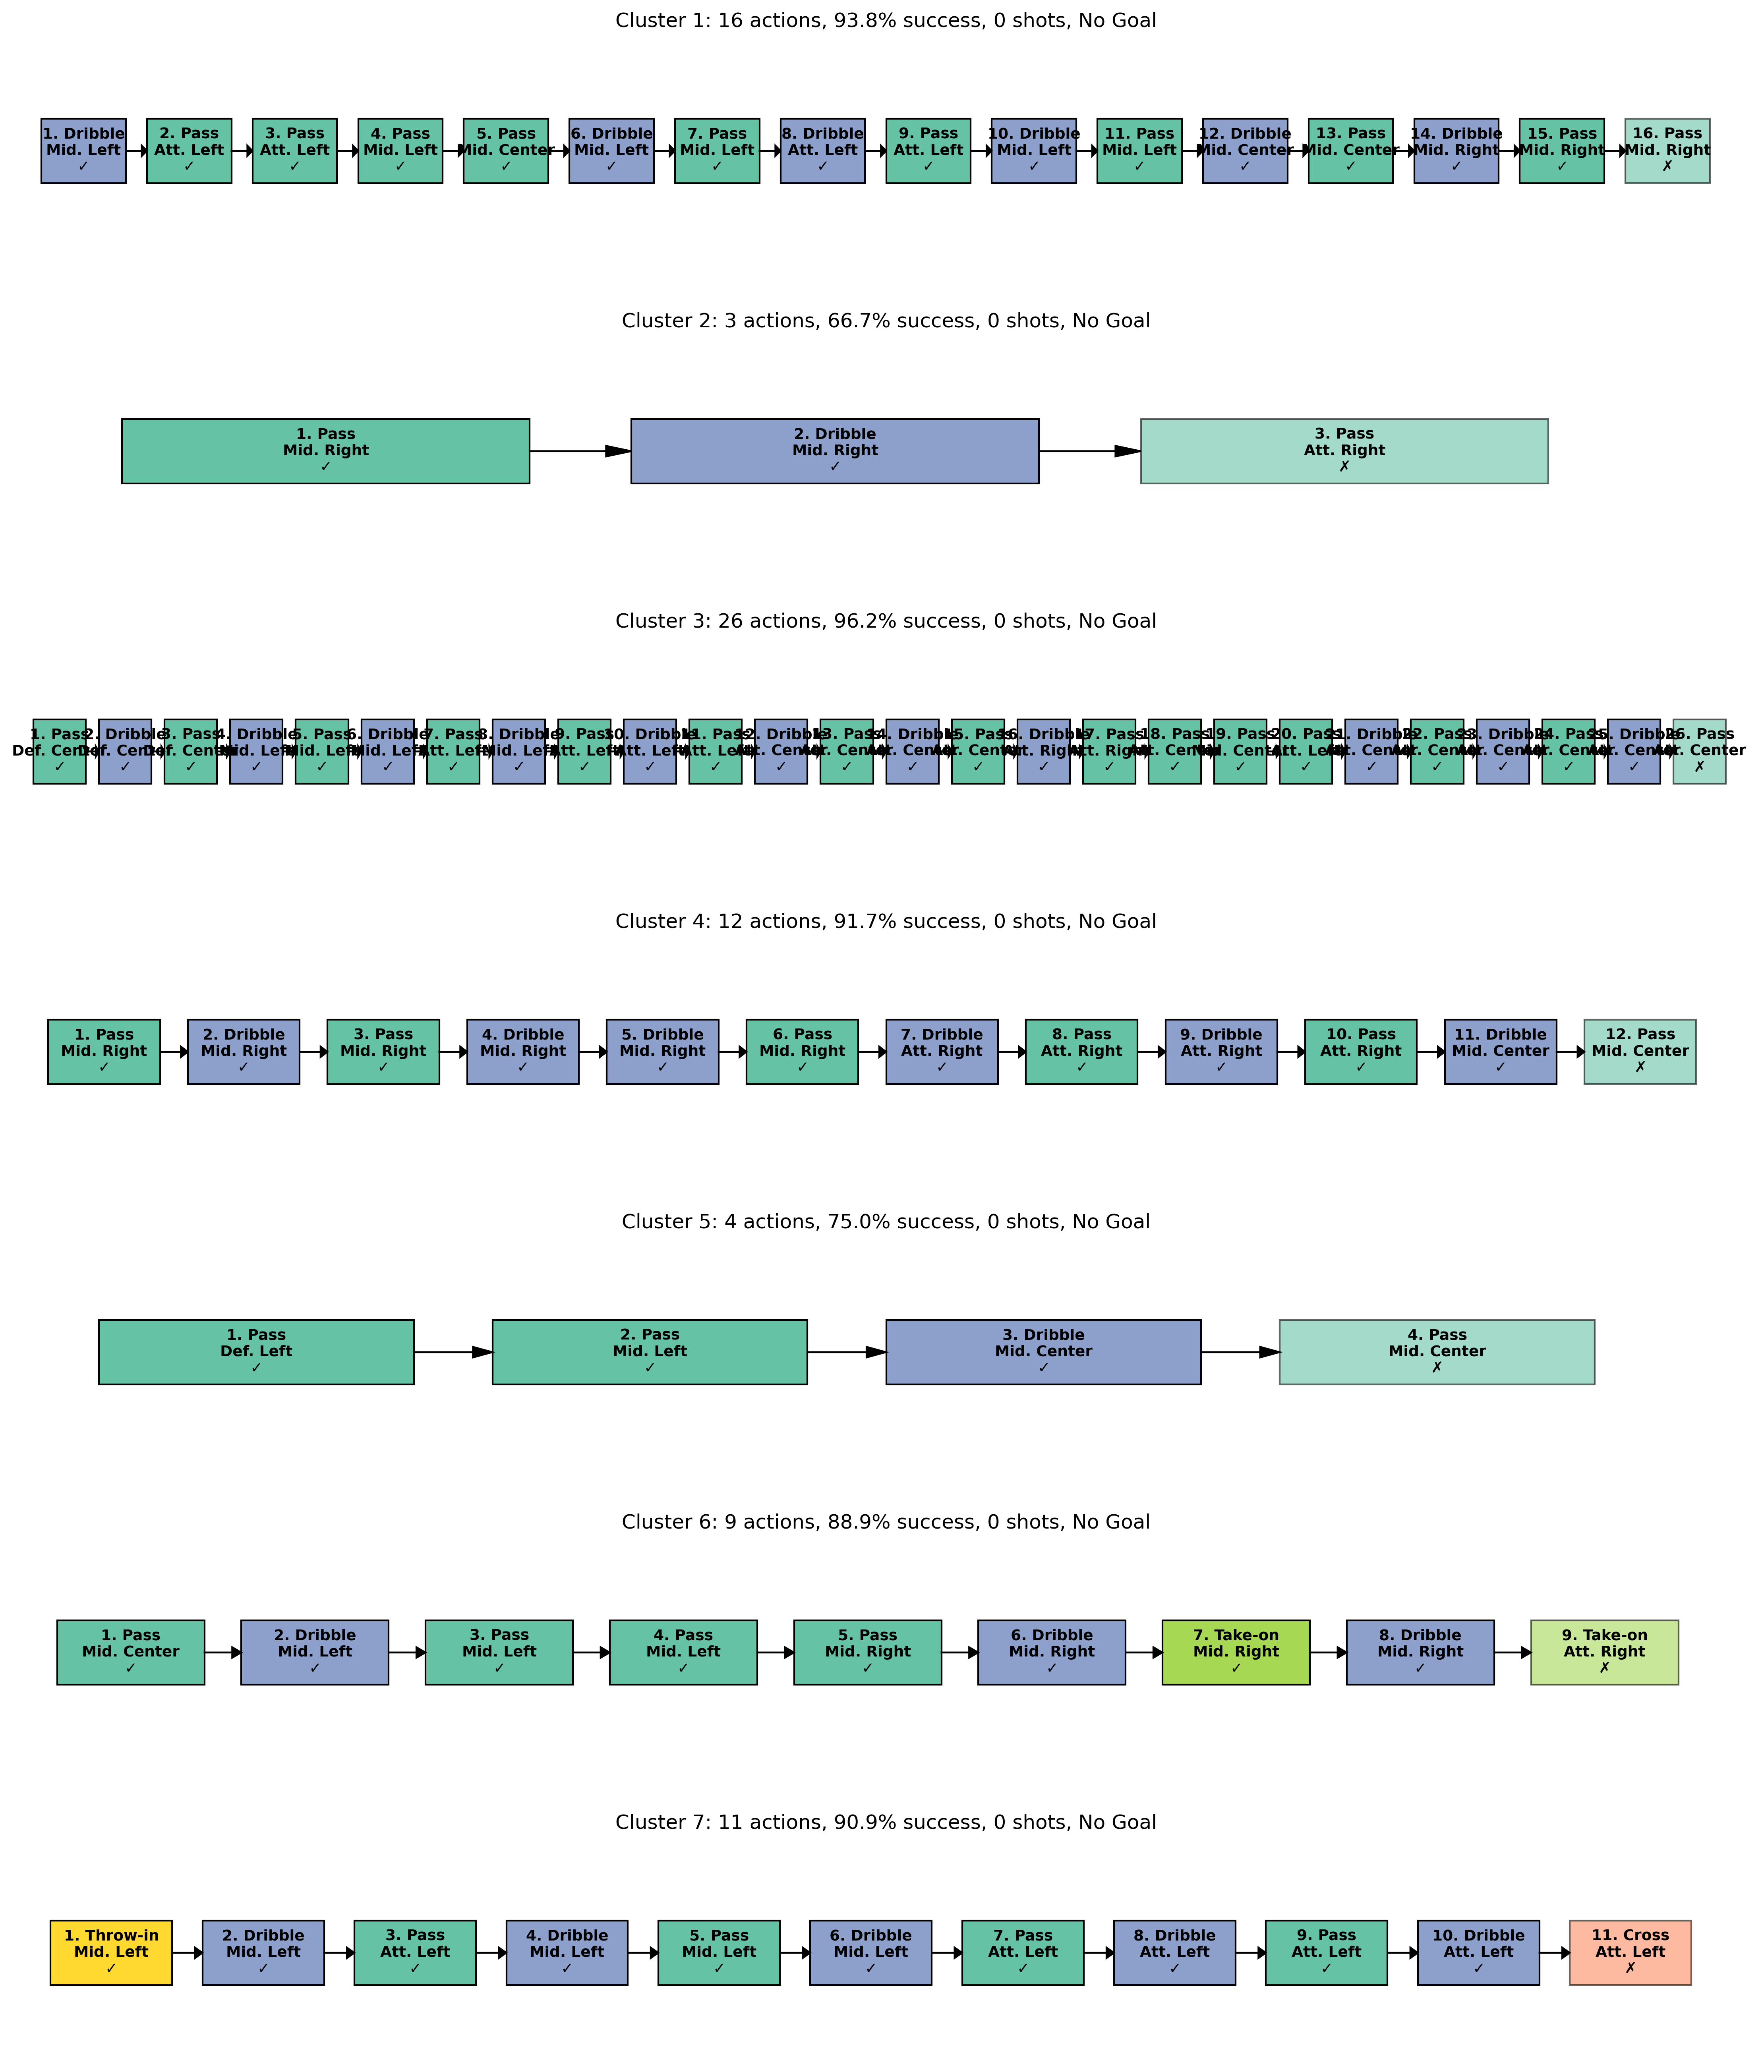 Cluster 1: 16 actions, 93.8% success, 0 shots, No Goal
1. Dribble
Mid. Left
✓
2. Pass
Att. Left
✓
3. Pass
Att. Left
✓
4. Pass
Mid. Left
✓
5. Pass
Mid. Center
✓
6. Dribble
Mid. Left
✓
7. Pass
Mid. Left
✓
8. Dribble
Att. Left
✓
9. Pass
Att. Left
✓
10. Dribble
Mid. Left
✓
11. Pass
Mid. Left
✓
12. Dribble
Mid. Center
✓
13. Pass
Mid. Center
✓
14. Dribble
Mid. Right
✓
15. Pass
Mid. Right
✓
16. Pass
Mid. Right
✗
Cluster 2: 3 actions, 66.7% success, 0 shots, No Goal
1. Pass
Mid. Right
✓
2. Dribble
Mid. Right
✓
3. Pass
Att. Right
✗
Cluster 3: 26 actions, 96.2% success, 0 shots, No Goal
1. Pass
Def. Center
✓
2. Dribble
Def. Center
✓
3. Pass
Def. Center
✓
4. Dribble
Mid. Left
✓
5. Pass
Mid. Left
✓
6. Dribble
Mid. Left
✓
7. Pass
Att. Left
✓
8. Dribble
Mid. Left
✓
9. Pass
Att. Left
✓
10. Dribble
Att. Left
✓
11. Pass
Att. Left
✓
12. Dribble
Att. Center
✓
13. Pass
Att. Center
✓
14. Dribble
Att. Center
✓
15. Pass
Att. Center
✓
16. Dribble
Att. Right
✓
17. Pass
Att. Right
✓
18. Pass
Att. Center
✓
19. Pass
Mid. Center
✓
20. Pass
Att. Left
✓
21. Dribble
Att. Center
✓
22. Pass
Att. Center
✓
23. Dribble
Att. Center
✓
24. Pass
Att. Center
✓
25. Dribble
Att. Center
✓
26. Pass
Att. Center
✗
Cluster 4: 12 actions, 91.7% success, 0 shots, No Goal
1. Pass
Mid. Right
✓
2. Dribble
Mid. Right
✓
3. Pass
Mid. Right
✓
4. Dribble
Mid. Right
✓
5. Dribble
Mid. Right
✓
6. Pass
Mid. Right
✓
7. Dribble
Att. Right
✓
8. Pass
Att. Right
✓
9. Dribble
Att. Right
✓
10. Pass
Att. Right
✓
11. Dribble
Mid. Center
✓
12. Pass
Mid. Center
✗
Cluster 5: 4 actions, 75.0% success, 0 shots, No Goal
1. Pass
Def. Left
✓
2. Pass
Mid. Left
✓
3. Dribble
Mid. Center
✓
4. Pass
Mid. Center
✗
Cluster 6: 9 actions, 88.9% success, 0 shots, No Goal
1. Pass
Mid. Center
✓
2. Dribble
Mid. Left
✓
3. Pass
Mid. Left
✓
4. Pass
Mid. Left
✓
5. Pass
Mid. Right
✓
6. Dribble
Mid. Right
✓
7. Take-on
Mid. Right
✓
8. Dribble
Mid. Right
✓
9. Take-on
Att. Right
✗
Cluster 7: 11 actions, 90.9% success, 0 shots, No Goal
1. Throw-in
Mid. Left
✓
2. Dribble
Mid. Left
✓
3. Pass
Att. Left
✓
4. Dribble
Mid. Left
✓
5. Pass
Mid. Left
✓
6. Dribble
Mid. Left
✓
7. Pass
Att. Left
✓
8. Dribble
Att. Left
✓
9. Pass
Att. Left
✓
10. Dribble
Att. Left
✓
11. Cross
Att. Left
✗